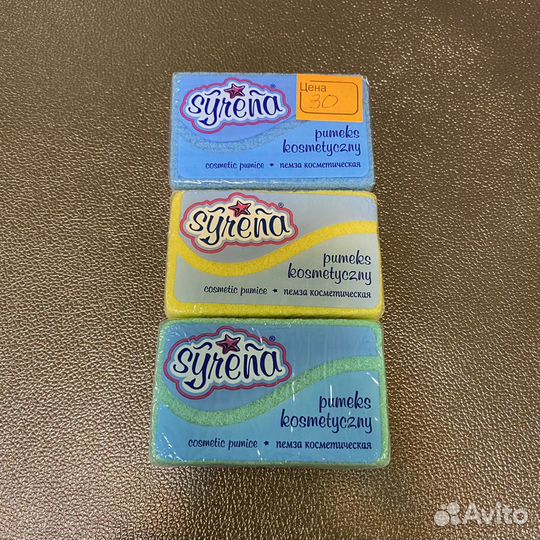 syrena®
Цена
30
pumeks
kosmetyczny
cosmetic pumice • пемза косметическая
syrena®
pumeks
kosmetyczny
cosmetic pumice • пемза косметическая
syrena®
pumeks
kosmetyczny
cosmetic pumice • пемза косметическая
Avito